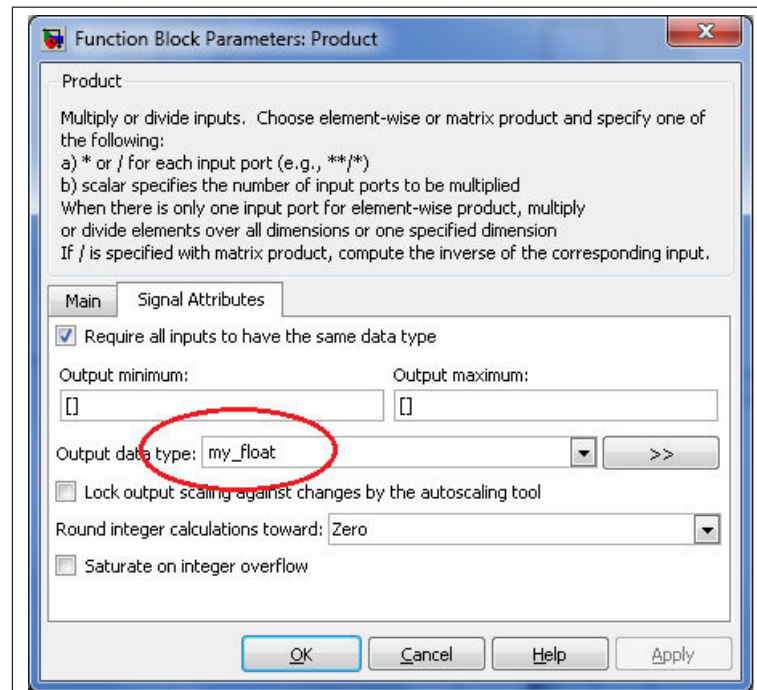 Function Block Parameters: Product
Product
Multiply or divide inputs.  Choose element-wise or matrix product and specify one of
the following:
a) * or / for each input port (e.g., **/*)
b) scalar specifies the number of input ports to be multiplied
When there is only one input port for element-wise product, multiply
or divide elements over all dimensions or one specified dimension
If / is specified with matrix product, compute the inverse of the corresponding input.
Main Signal Attributes
Require all inputs to have the same data type
Output minimum: Output maximum:
[] []
Output data type: my_float >>
Lock output scaling against changes by the autoscaling tool
Round integer calculations toward: Zero
Saturate on integer overflow
OK Cancel Help Apply